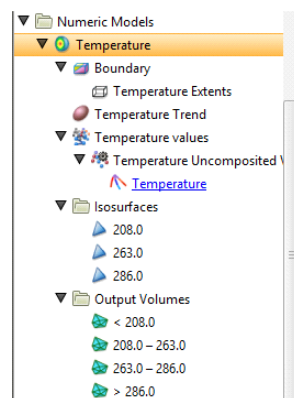 Numeric Models
Temperature
Boundary
Temperature Extents
Temperature Trend
Temperature values
Temperature Uncomposited
Temperature
Isosurfaces
208.0
263.0
286.0
Output Volumes
< 208.0
208.0 – 263.0
263.0 – 286.0
> 286.0